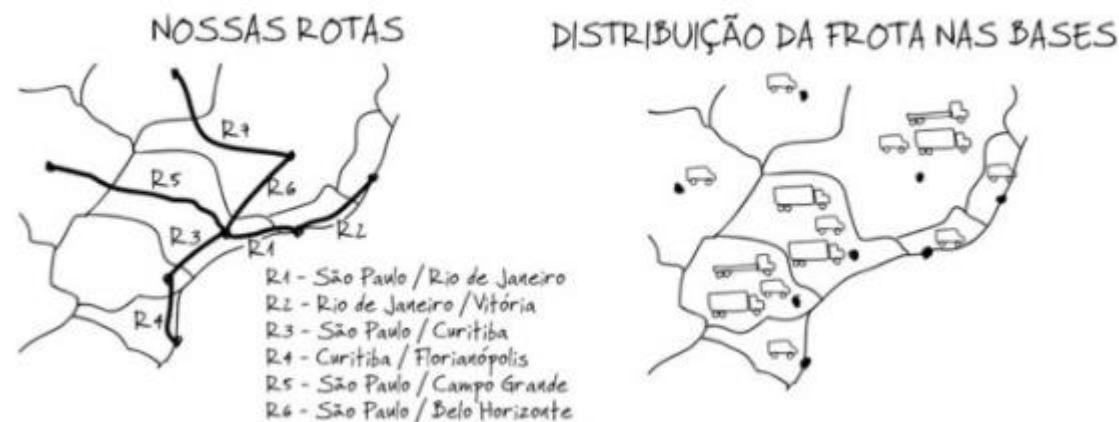 NOSSAS ROTAS
DISTRIBUIÇÃO DA FROTA NAS BASES
R7
R5
R6
R3
R1
R2
R4
R1 - São Paulo / Rio de Janeiro
R2 - Rio de Janeiro / Vitória
R3 - São Paulo / Curitiba
R4 - Curitiba / Florianópolis
R5 - São Paulo / Campo Grande
R6 - São Paulo / Belo Horizonte